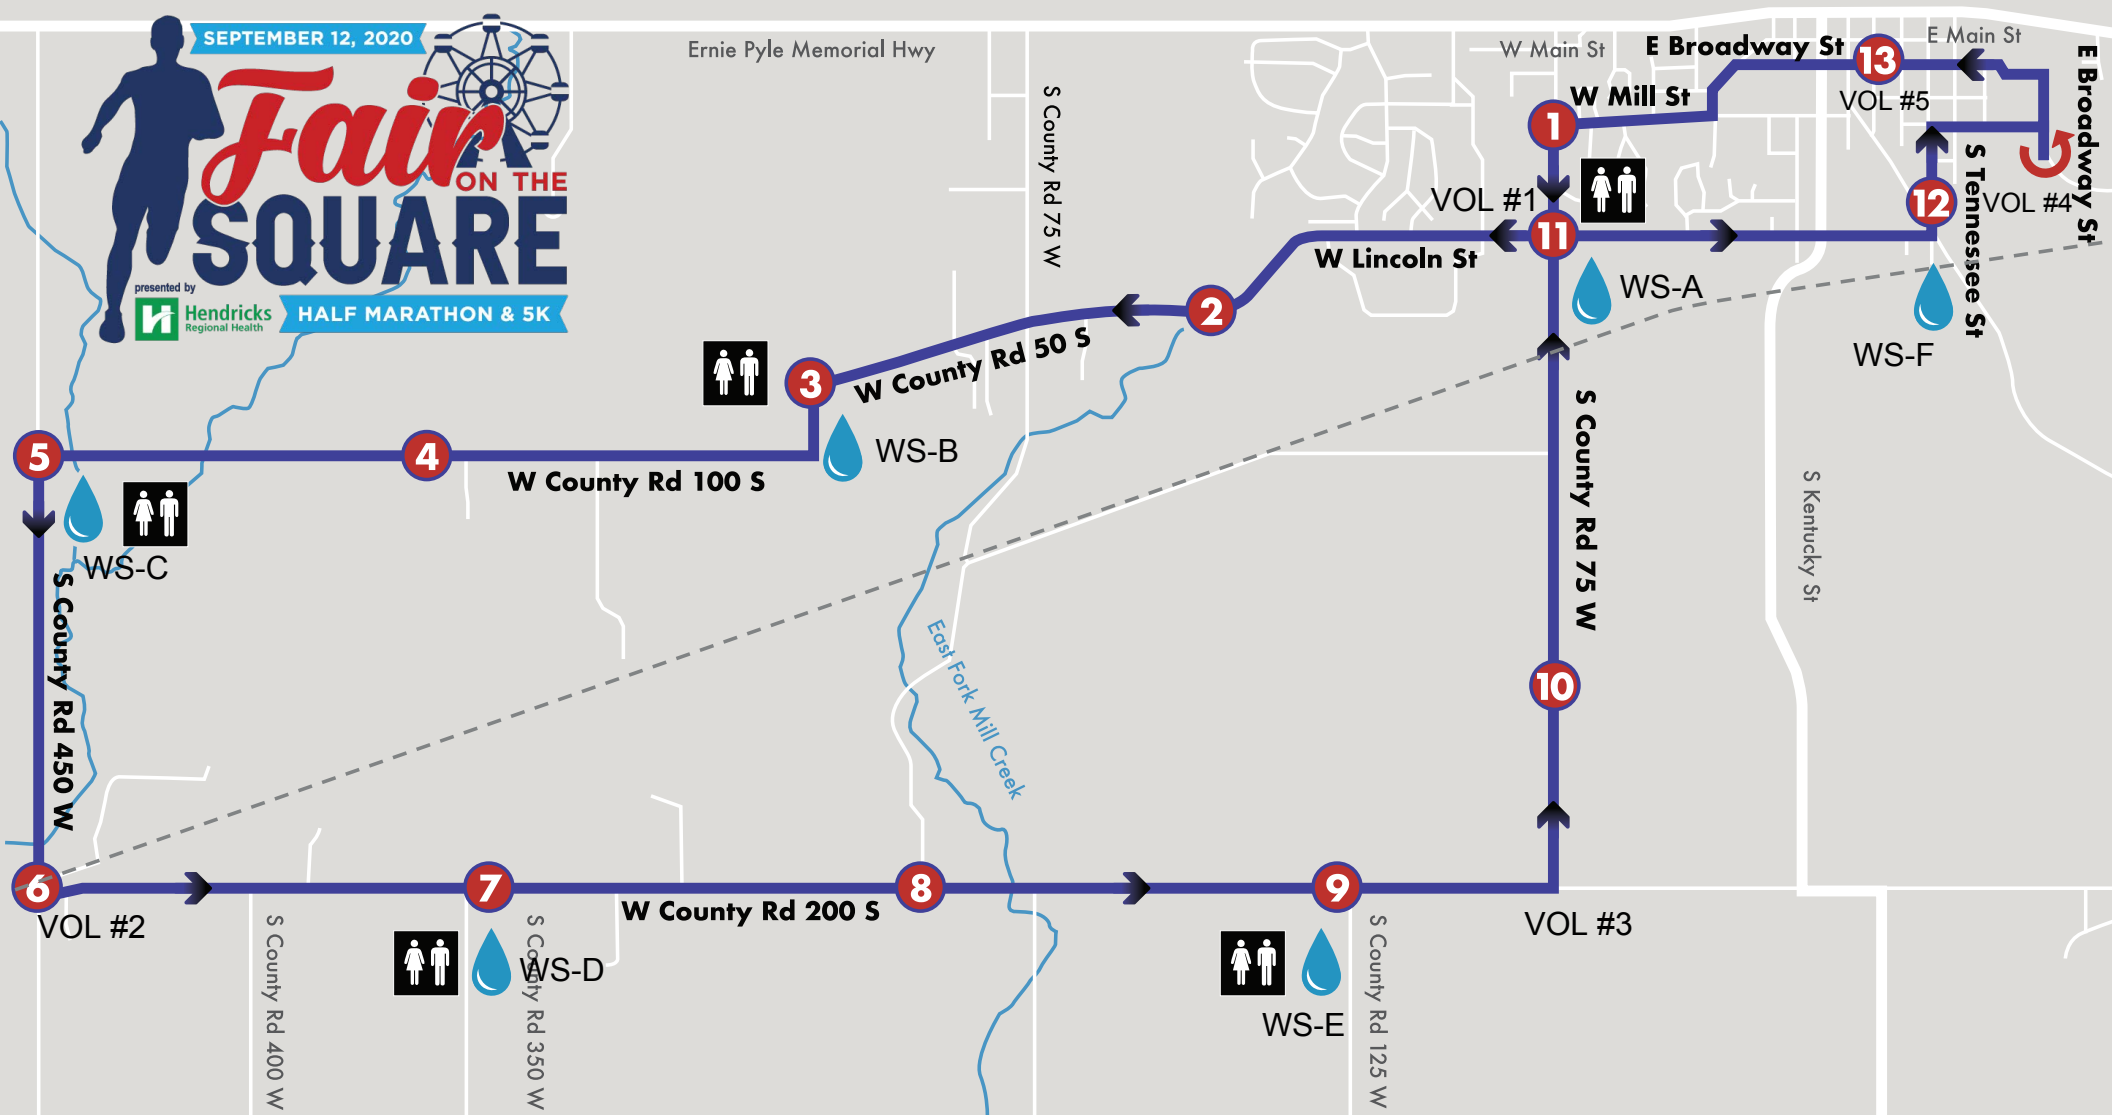 SEPTEMBER 12, 2020
Fair
ON THE
SQUARE
presented by
Hendricks
Regional Health
HALF MARATHON & 5K
Ernie Pyle Memorial Hwy
W Main St
E Broadway St
13
E Main St
E Broadway St
VOL #5
W Mill St
1
S County Rd 75 W
VOL #1
11
12
S Tennessee St
VOL #4
W Lincoln St
WS-A
WS-F
2
W County Rd 50 S
3
WS-B
5
4
W County Rd 100 S
WS-C
S County Rd 75 W
S Kentucky St
S County Rd 450 W
East Fork Mill Creek
10
6
VOL #2
7
8
9
W County Rd 200 S
VOL #3
S County Rd 400 W
WS-D
S County Rd 350 W
WS-E
S County Rd 125 W